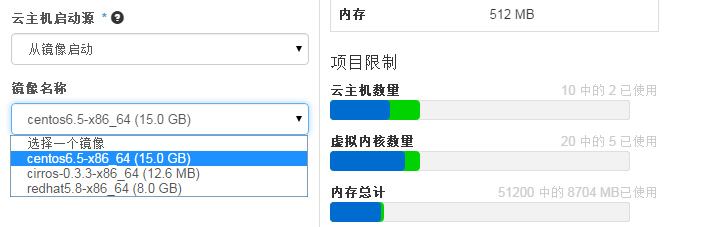 云主机启动源 * ?
从镜像启动
镜像名称
centos6.5-x86_64 (15.0 GB)
选择一个镜像
centos6.5-x86_64 (15.0 GB)
cirros-0.3.3-x86_64 (12.6 MB)
redhat5.8-x86_64 (8.0 GB)
内存 512 MB
项目限制
云主机数量 10 中的 2 已使用
虚拟内核数量 20 中的 5 已使用
内存总计 51200 中的 8704 MB已使用